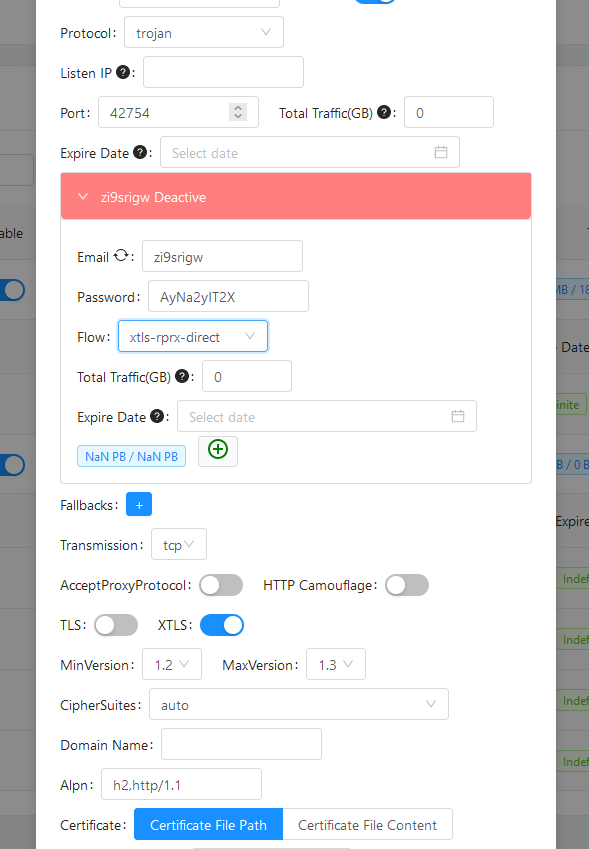 Protocol: trojan
Listen IP ?:
Port: 42754 Total Traffic(GB) ?: 0
Expire Date ?: Select date
zi9srigw Deactive
able
Email : zi9srigw
MB / 18
Password: AyNa2yIT2X
Flow: xtls-rprx-direct
Date
Total Traffic(GB) ?: 0
inite
Expire Date ?: Select date
NaN PB / NaN PB
B / 0 B
Fallbacks: +
Expire
Transmission: tcp
AcceptProxyProtocol: HTTP Camouflage:
Indef
TLS: XTLS:
Indef
MinVersion: 1.2 MaxVersion: 1.3
CipherSuites: auto
Indef
Domain Name:
Indef
Alpn: h2,http/1.1
Certificate: Certificate File Path Certificate File Content